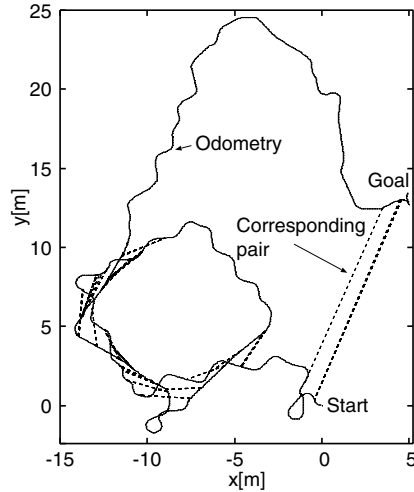 25
20
15
10
5
0
y[m]
Odometry
Goal
Corresponding
pair
Start
-15
-10
-5
0
5
x[m]